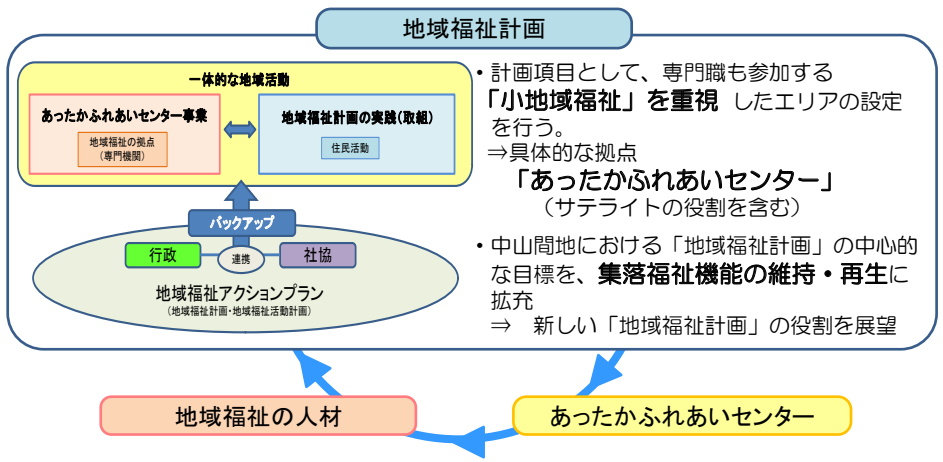 地域福祉計画
一体的な地域活動
あったかふれあいセンター事業
地域福祉の拠点
（専門機関）
地域福祉計画の実践(取組)
住民活動
バックアップ
行政
連携
社協
地域福祉アクションプラン
(地域福祉計画・地域福祉活動計画)
・計画項目として、専門職も参加する
「小地域福祉」を重視 したエリアの設定
を行う。
⇒具体的な拠点
「あったかふれあいセンター」
（サテライトの役割を含む）
・中山間地における「地域福祉計画」の中心的
な目標を、集落福祉機能の維持・再生に
拡充
⇒ 新しい「地域福祉計画」の役割を展望
地域福祉の人材
あったかふれあいセンター